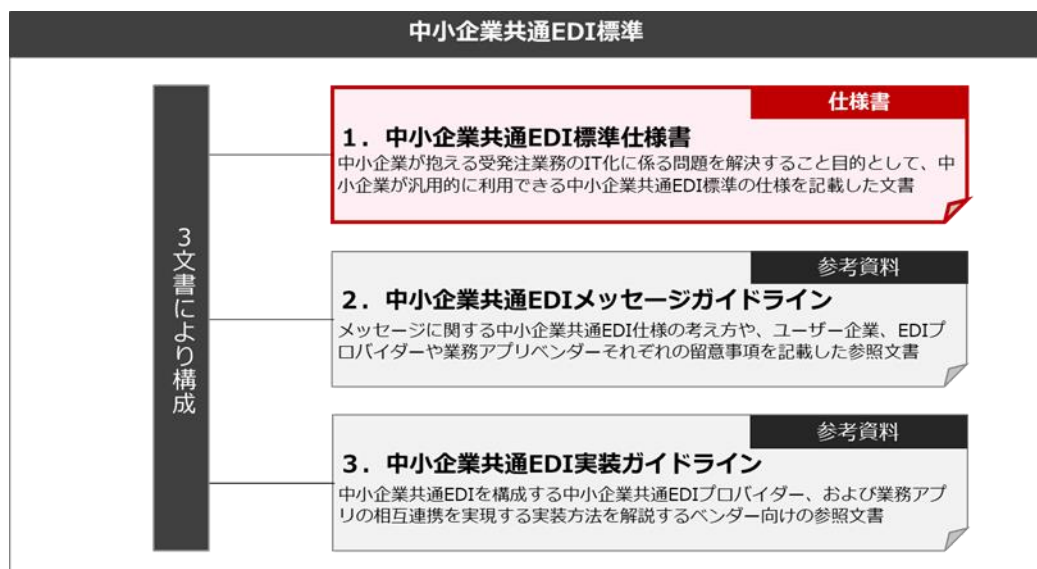 中小企業共通EDI標準
3文書により構成
仕様書
1．中小企業共通EDI標準仕様書
中小企業が抱える受発注業務のIT化に係る問題を解決すること目的として、中
小企業が汎用的に利用できる中小企業共通EDI標準の仕様を記載した文書
参考資料
2．中小企業共通EDIメッセージガイドライン
メッセージに関する中小企業共通EDI仕様の考え方や、ユーザー企業、EDIプ
ロバイダーや業務アプリベンダーそれぞれの留意事項を記載した参照文書
参考資料
3．中小企業共通EDI実装ガイドライン
中小企業共通EDIを構成する中小企業共通EDIプロバイダー、および業務アプ
リの相互連携を実現する実装方法を解説するベンダー向けの参照文書